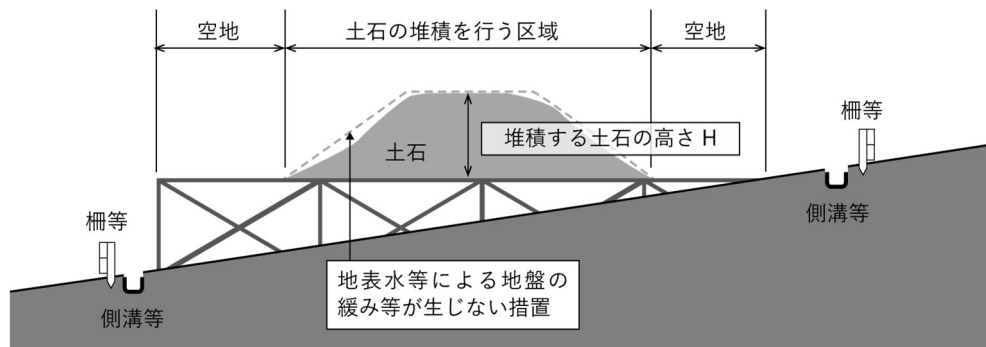 空地
土石の堆積を行う区域
空地
柵等
堆積する土石の高さ H
土石
側溝等
柵等
地表水等による地盤の
緩み等が生じない措置
側溝等